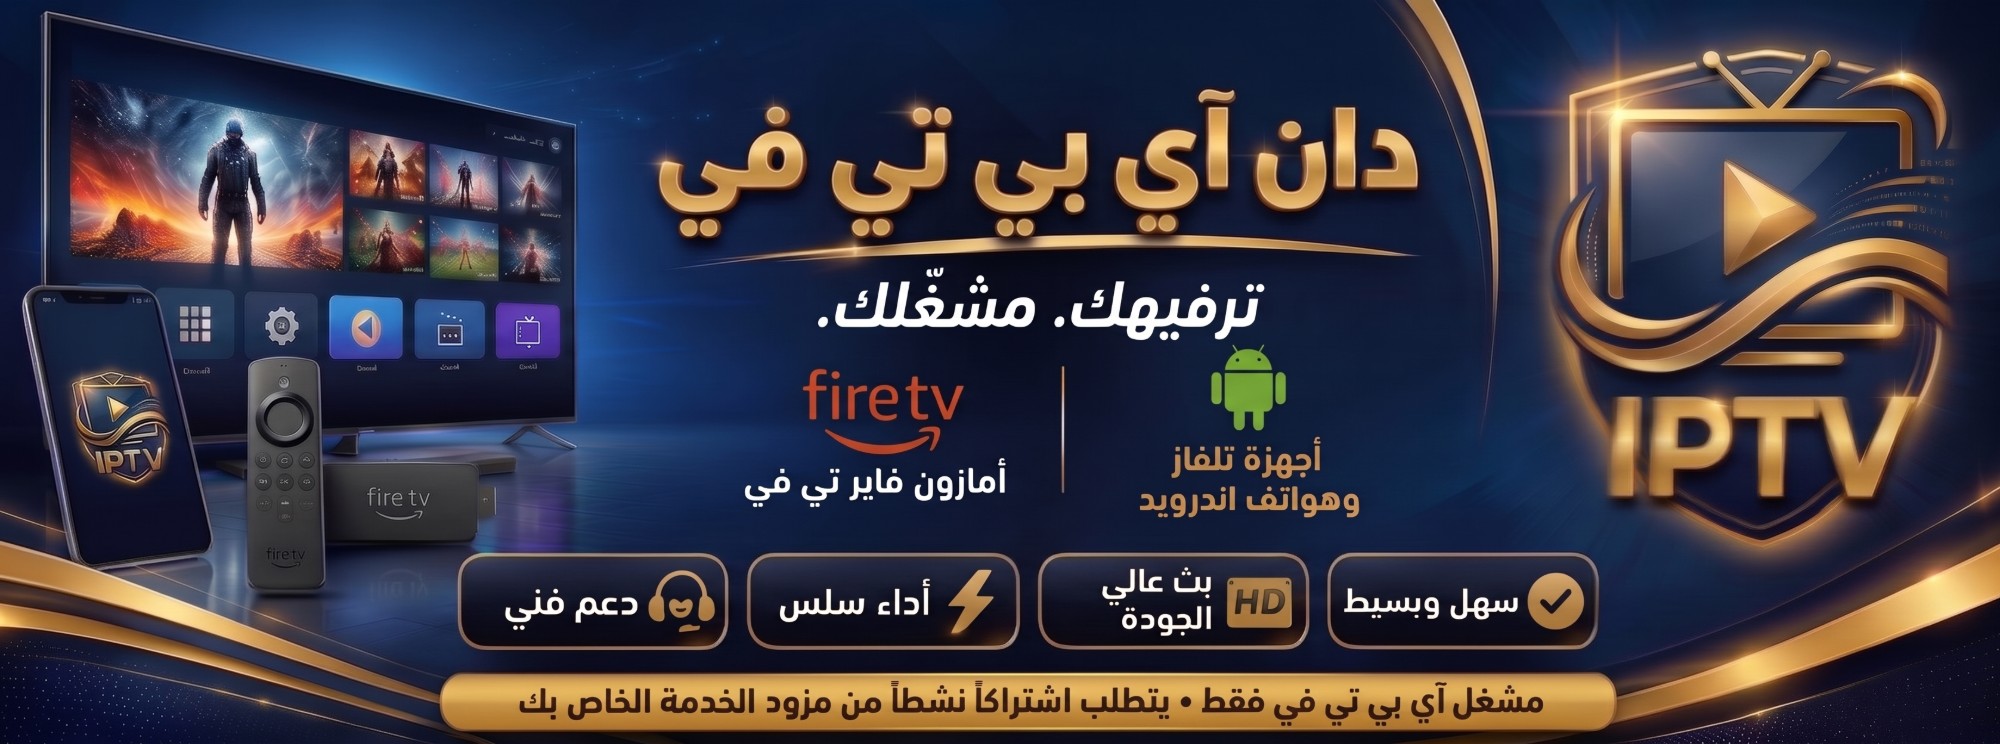 دان آي بي تي في
ترفيهك. مشغّلك.
أجهزة تلفاز
وهواتف اندرويد
fire tv
أمازون فاير تي في
IPTV
IPTV
fire tv
fire tv
سهل وبسيط
HD
بث عالي
الجودة
أداء سلس
دعم فني
مشغل آي بي تي في فقط • يتطلب اشتراكاً نشطاً من مزود الخدمة الخاص بك